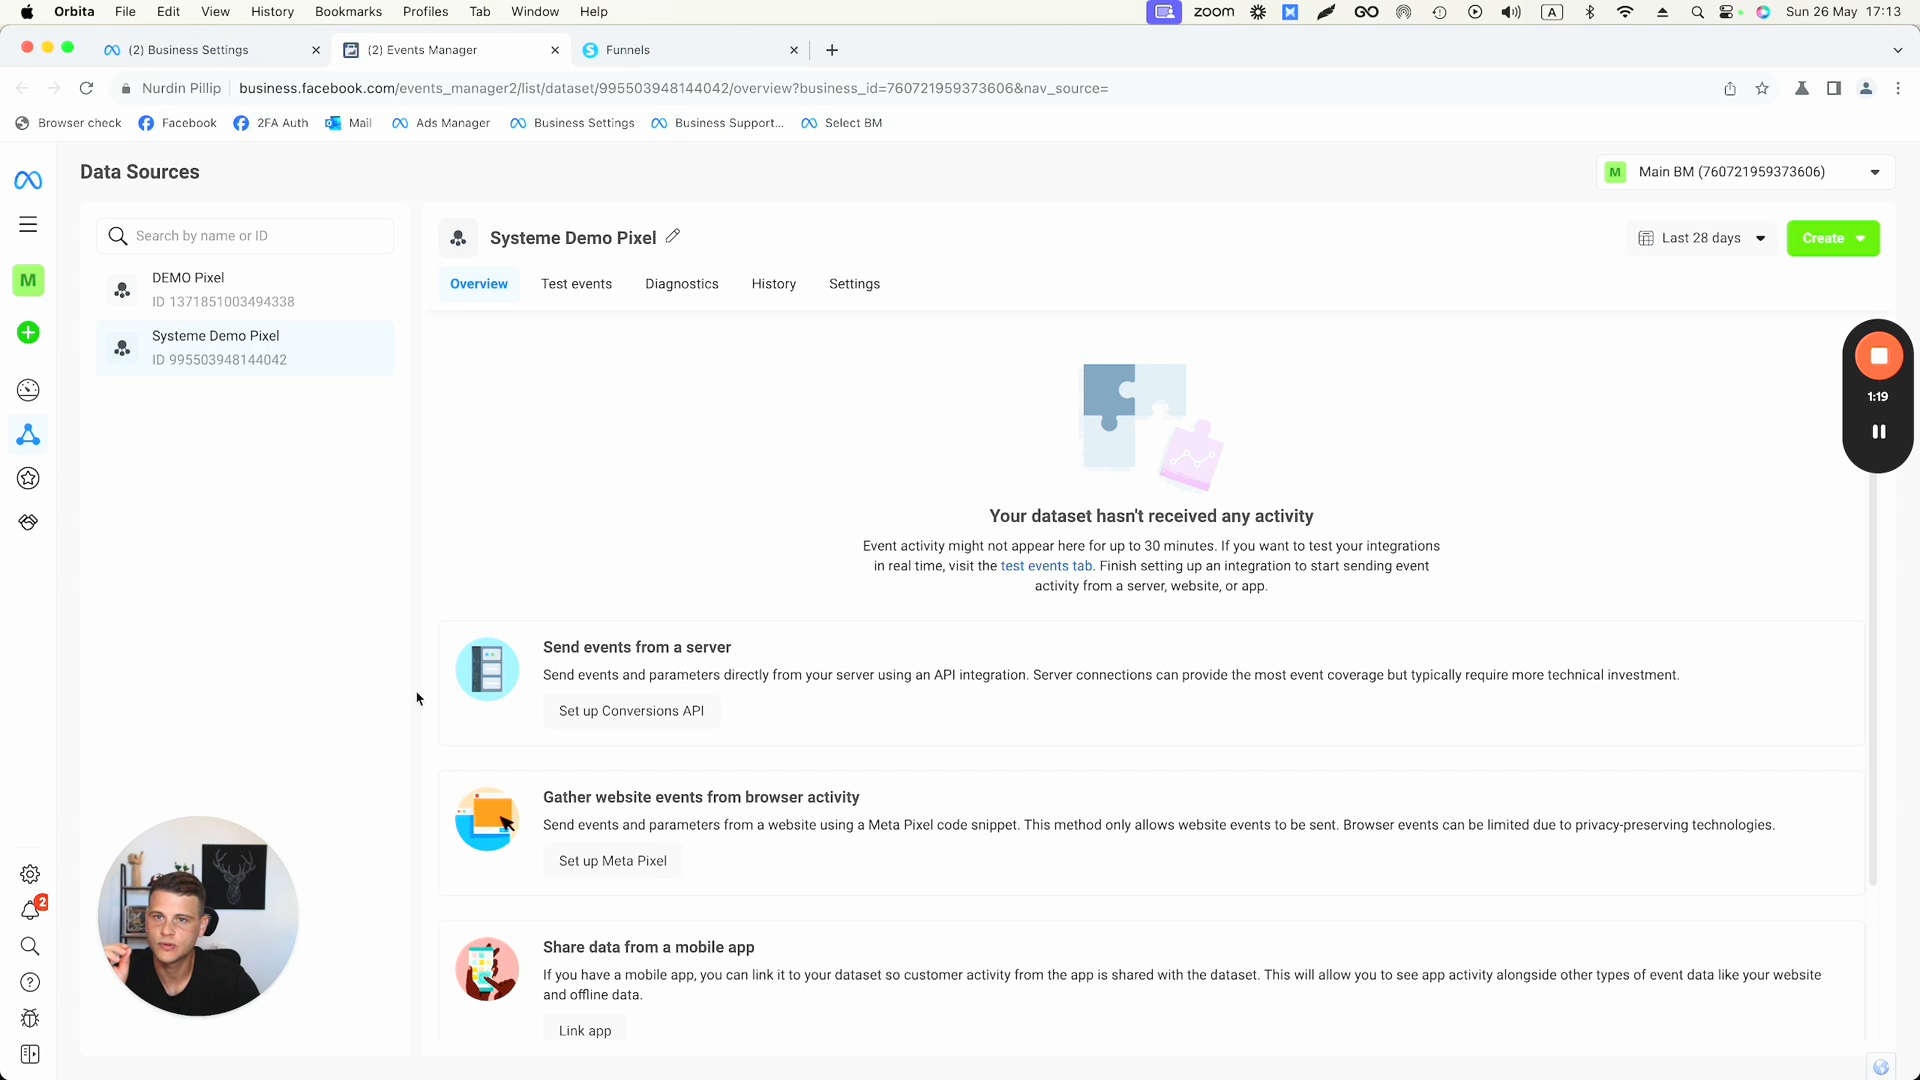 Orbita File Edit View History Bookmarks Profiles Tab Window Help
zoom A Sun 26 May 17:13
(2) Business Settings
(2) Events Manager
Funnels
Nurdin Pillip business.facebook.com/events_manager2/list/dataset/995503948144042/overview?business_id=760721959373606&nav_source=
Browser check Facebook 2FA Auth Mail Ads Manager Business Settings Business Support... Select BM
Data Sources
M Main BM (760721959373606)
Search by name or ID
Systeme Demo Pixel
Last 28 days
Create
M
DEMO Pixel
ID 1371851003494338
Overview Test events Diagnostics History Settings
Systeme Demo Pixel
ID 995503948144042
1:19
Your dataset hasn't received any activity
Event activity might not appear here for up to 30 minutes. If you want to test your integrations
in real time, visit the test events tab. Finish setting up an integration to start sending event
activity from a server, website, or app.
Send events from a server
Send events and parameters directly from your server using an API integration. Server connections can provide the most event coverage but typically require more technical investment.
Set up Conversions API
Gather website events from browser activity
Send events and parameters from a website using a Meta Pixel code snippet. This method only allows website events to be sent. Browser events can be limited due to privacy-preserving technologies.
Set up Meta Pixel
2
Share data from a mobile app
If you have a mobile app, you can link it to your dataset so customer activity from the app is shared with the dataset. This will allow you to see app activity alongside other types of event data like your website
and offline data.
Link app